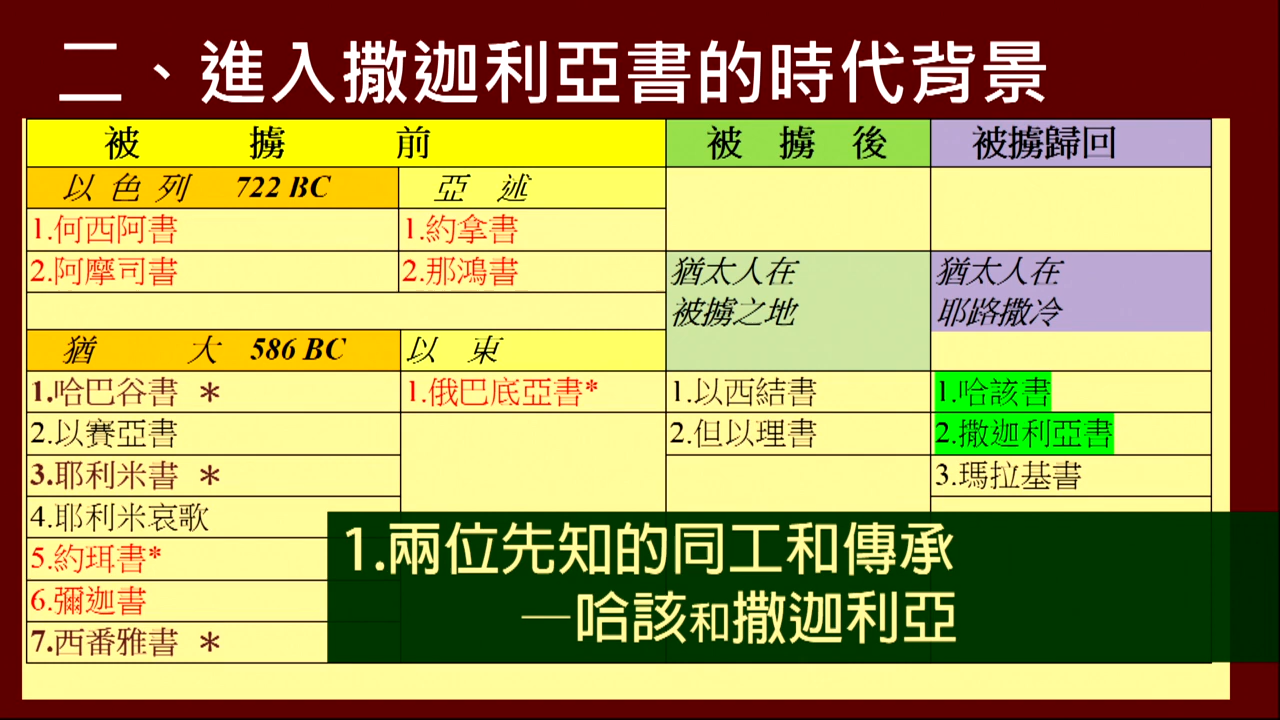 二、進入撒迦利亞書的時代背景
被擄前 被擄後 被擄歸回
以色列 722 BC 亞述
1.何西阿書 1.約拿書
2.阿摩司書 2.那鴻書 猶太人在 猶太人在
被擄之地 耶路撒冷
猶大 586 BC 以東
1.哈巴谷書 * 1.俄巴底亞書* 1.以西結書 1.哈該書
2.以賽亞書 2.但以理書 2.撒迦利亞書
3.耶利米書 * 3.瑪拉基書
4.耶利米哀歌
5.約珥書*
6.彌迦書
7.西番雅書 *
1.兩位先知的同工和傳承
—哈該和撒迦利亞